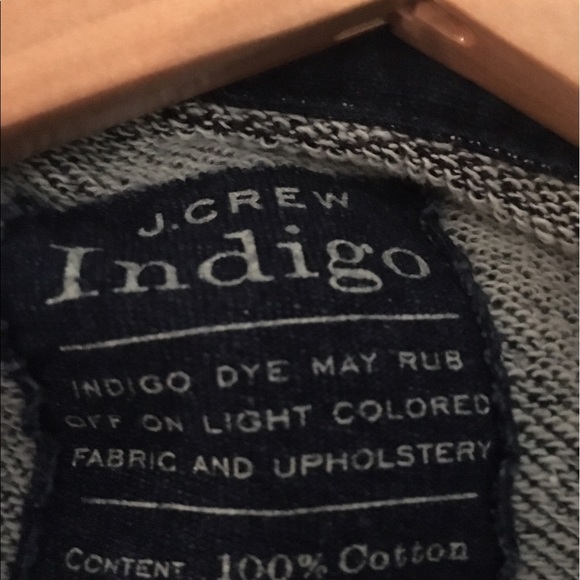 J.CREW
Indigo
INDIGO DYE MAY RUB
OFF ON LIGHT COLORED
FABRIC AND UPHOLSTERY
CONTENT 100% Cotton